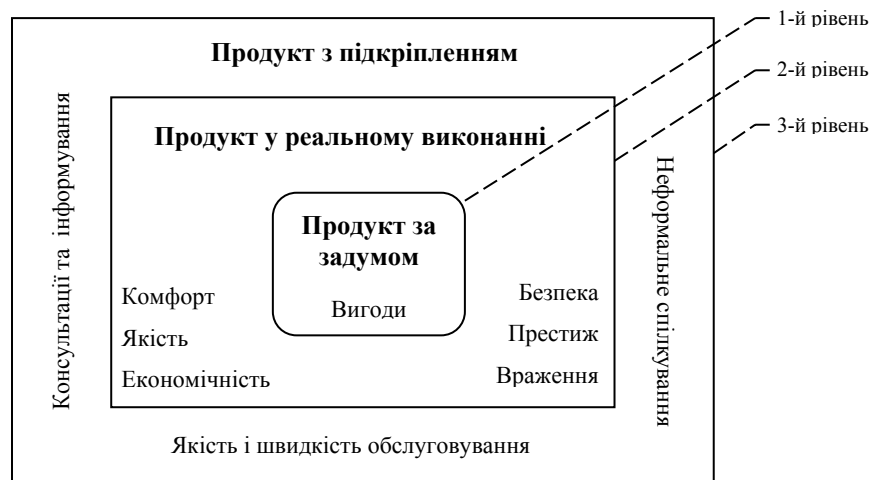 1-й рівень
Продукт з підкріпленням
2-й рівень
3-й рівень
Продукт у реальному виконанні
Консультації та інформування
Неформальне спілкування
Продукт за
задумом
Вигоди
Комфорт
Якість
Економічність
Безпека
Престиж
Враження
Якість і швидкість обслуговування